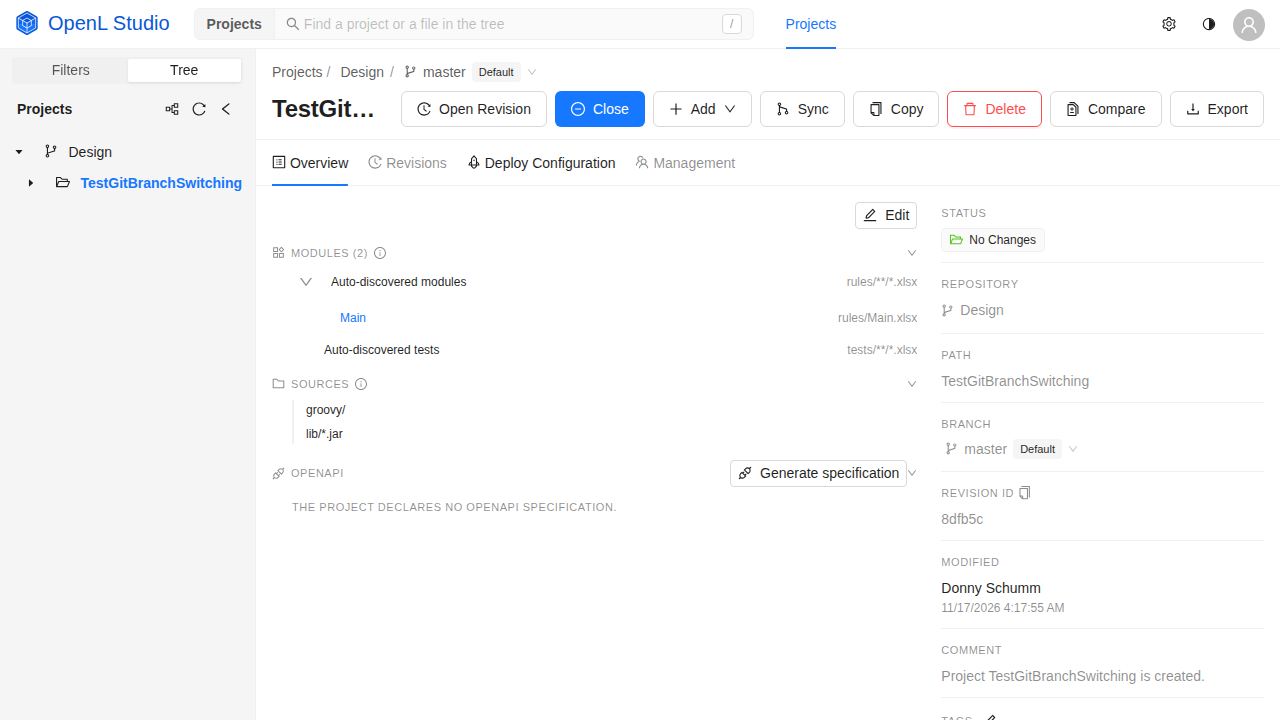 OpenL Studio
Projects
Find a project or a file in the tree
/
Projects
Filters
Tree
Projects
Design
TestGitBranchSwitching
Projects / Design / master Default
TestGit…
Open Revision
Close
Add
Sync
Copy
Delete
Compare
Export
Overview
Revisions
Deploy Configuration
Management
Edit
MODULES (2)
Auto-discovered modules
rules/**/*.xlsx
Main
rules/Main.xlsx
Auto-discovered tests
tests/**/*.xlsx
SOURCES
groovy/
lib/*.jar
OPENAPI
Generate specification
THE PROJECT DECLARES NO OPENAPI SPECIFICATION.
STATUS
No Changes
REPOSITORY
Design
PATH
TestGitBranchSwitching
BRANCH
master Default
REVISION ID
8dfb5c
MODIFIED
Donny Schumm
11/17/2026 4:17:55 AM
COMMENT
Project TestGitBranchSwitching is created.
TAGS